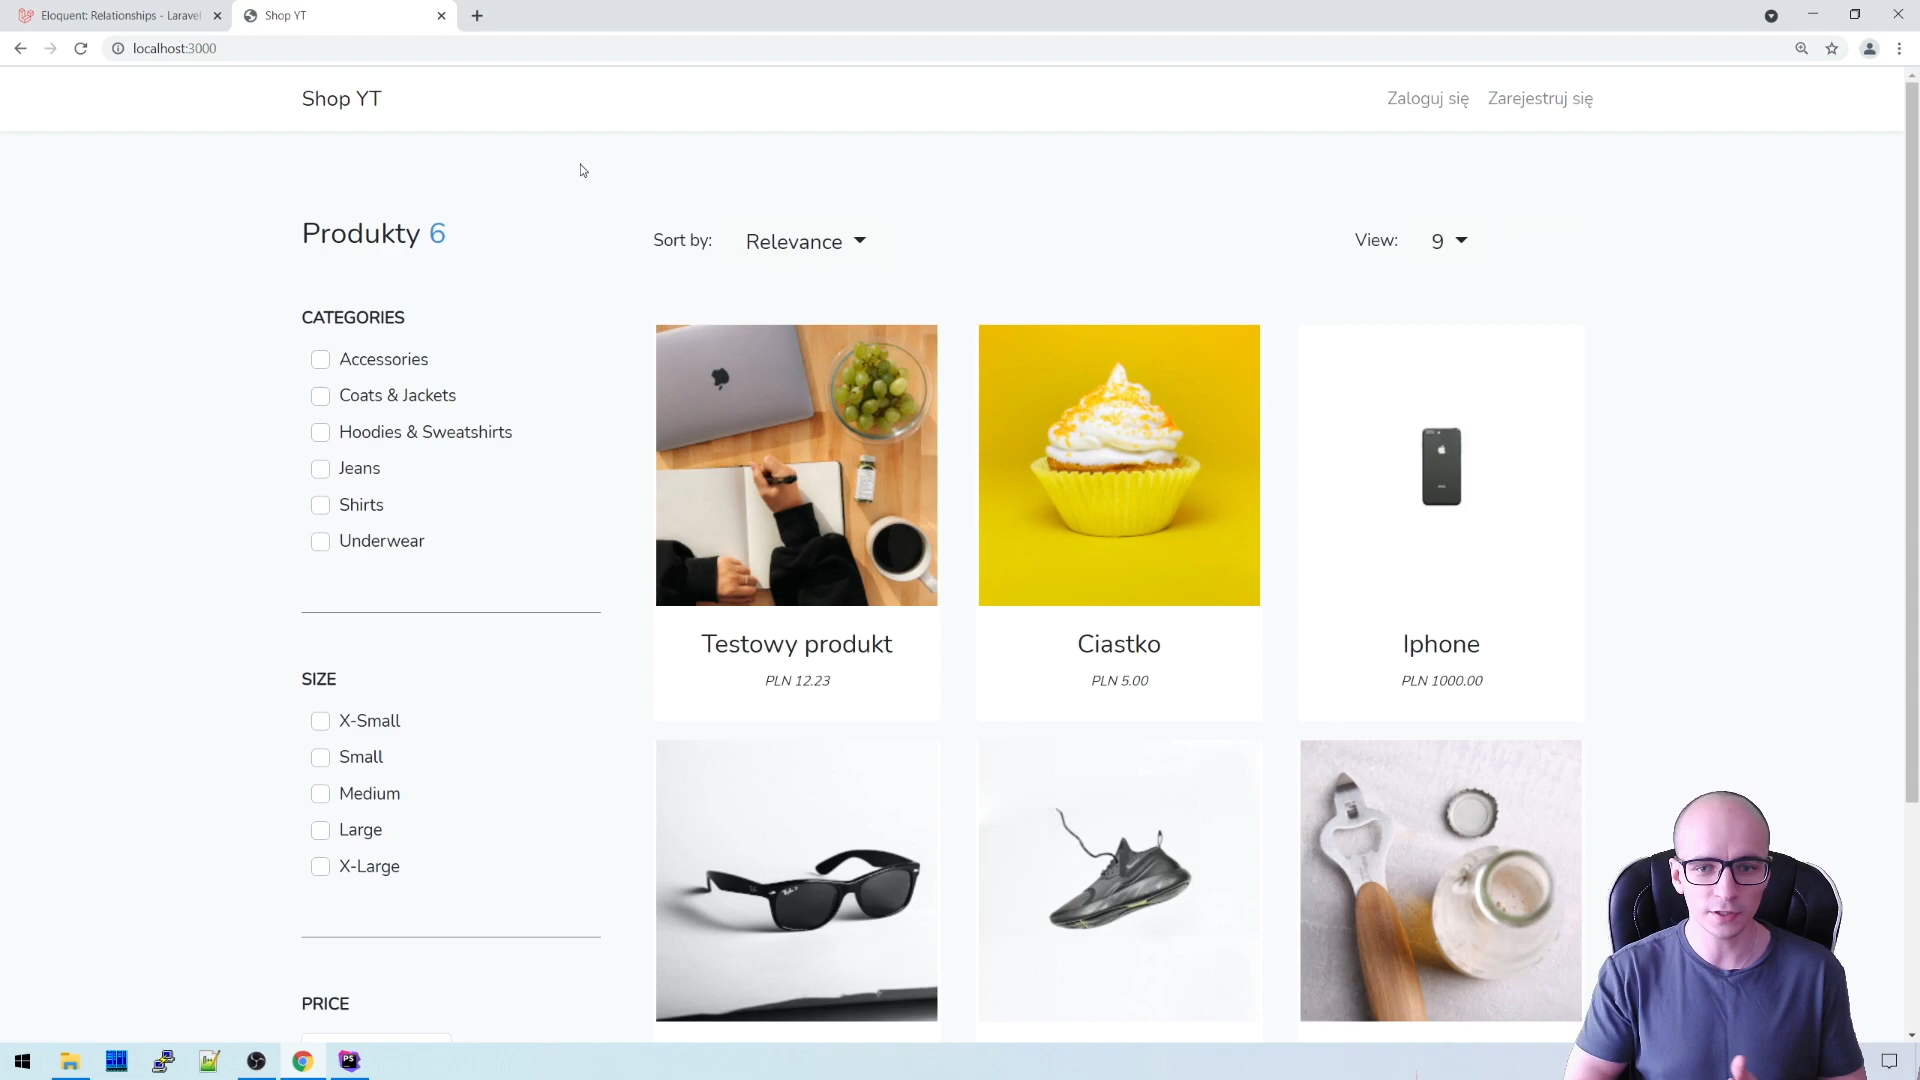 Eloquent: Relationships - Laravel
Shop YT
localhost:3000
Shop YT
Zaloguj się
Zarejestruj się
Produkty 6
Sort by:
Relevance
View:
9
CATEGORIES
Accessories
Coats & Jackets
Hoodies & Sweatshirts
Jeans
Shirts
Underwear
SIZE
X-Small
Small
Medium
Large
X-Large
PRICE
Testowy produkt
PLN 12.23
Ciastko
PLN 5.00
Iphone
PLN 1000.00
PS